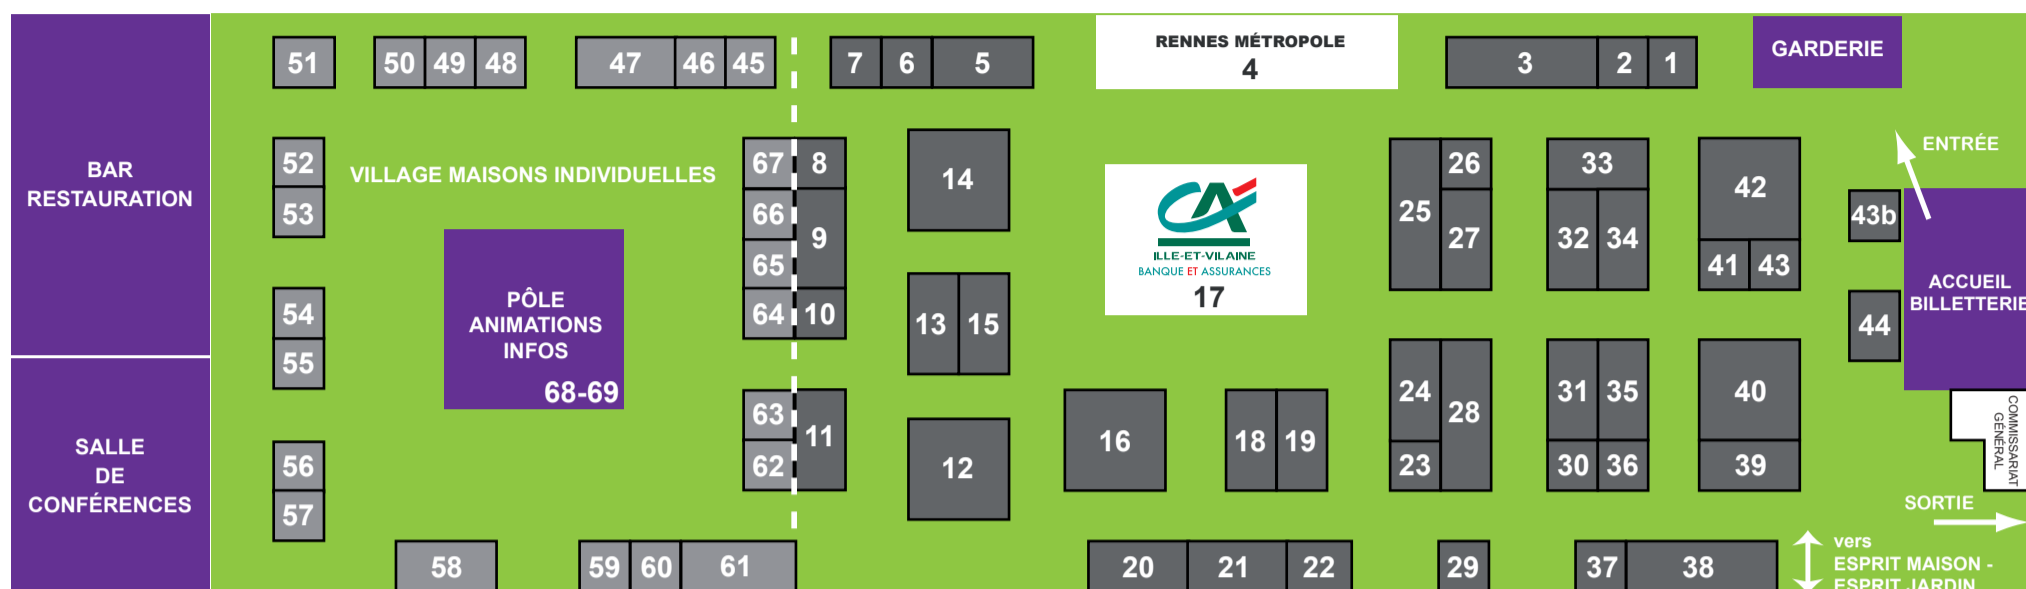 51
50 49 48
47 46 45
7 6 5
RENNES MÉTROPOLE
4
3 2 1
GARDERIE
BAR
RESTAURATION
52
53
VILLAGE MAISONS INDIVIDUELLES
67 8
66
9
65
64 10
14
ILLE-ET-VILAINE
BANQUE ET ASSURANCES
17
25 26
27
33
32 34
42
41 43
43b
44
ENTRÉE
ACCUEIL
BILLETTERIE
PÔLE
ANIMATIONS
INFOS
68-69
54
55
13 15
63
11
62
12
16
18 19
24
28
23
31 35
30 36
40
39
COMMISSARIAT
GÉNÉRAL
SALLE
DE
CONFÉRENCES
56
57
SORTIE
58
59 60 61
20 21 22
29
37 38
vers
ESPRIT MAISON -
ESPRIT JARDIN